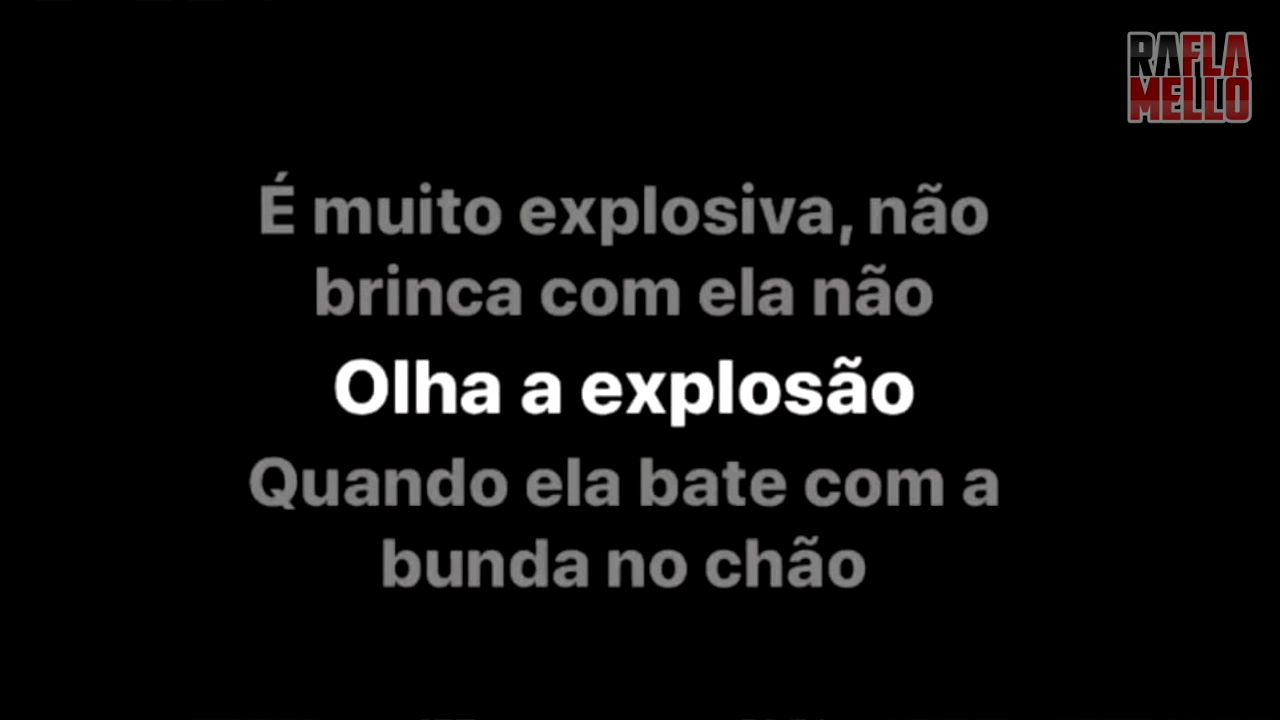 RAFLA
MELLO
É muito explosiva, não
brinca com ela não
Olha a explosão
Quando ela bate com a
bunda no chão